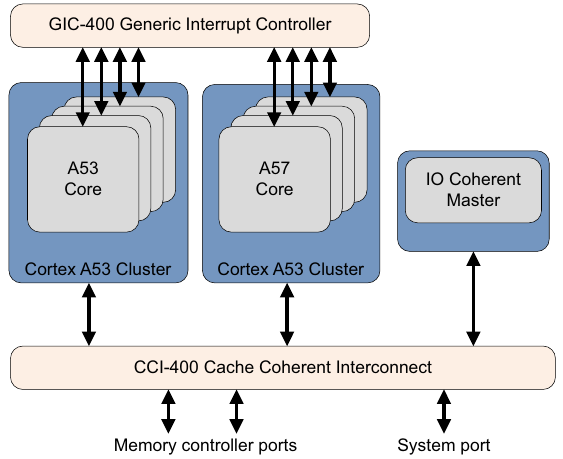 GIC-400 Generic Interrupt Controller
A53
Core
Cortex A53 Cluster
A57
Core
Cortex A53 Cluster
IO Coherent
Master
CCI-400 Cache Coherent Interconnect
Memory controller ports
System port